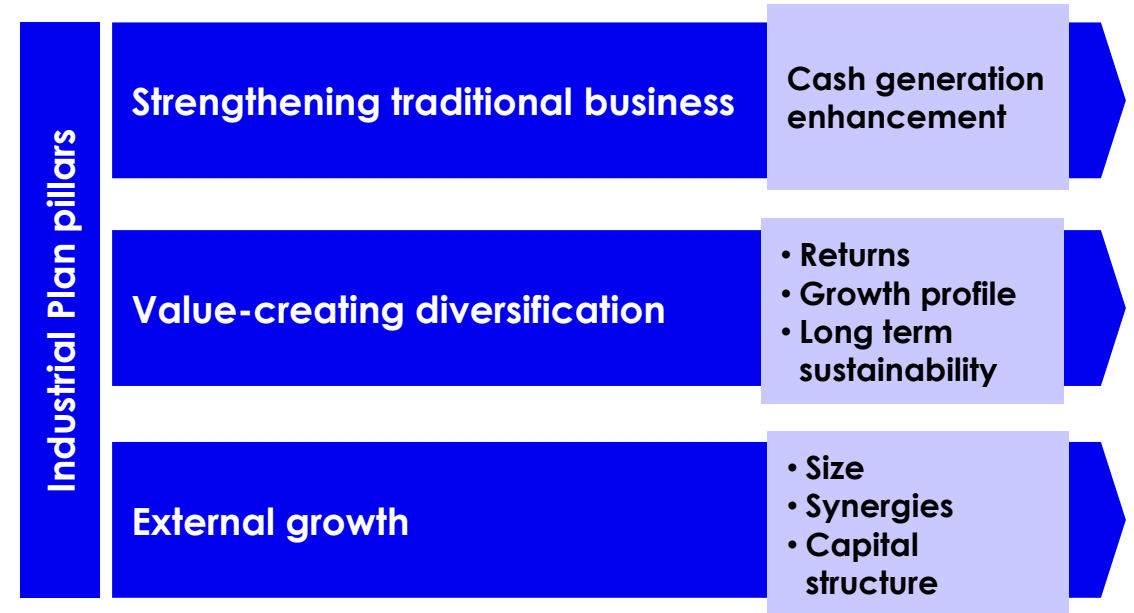 Industrial Plan pillars
Strengthening traditional business
Cash generation
enhancement
Value-creating diversification
• Returns
• Growth profile
• Long term
sustainability
External growth
• Size
• Synergies
• Capital
structure